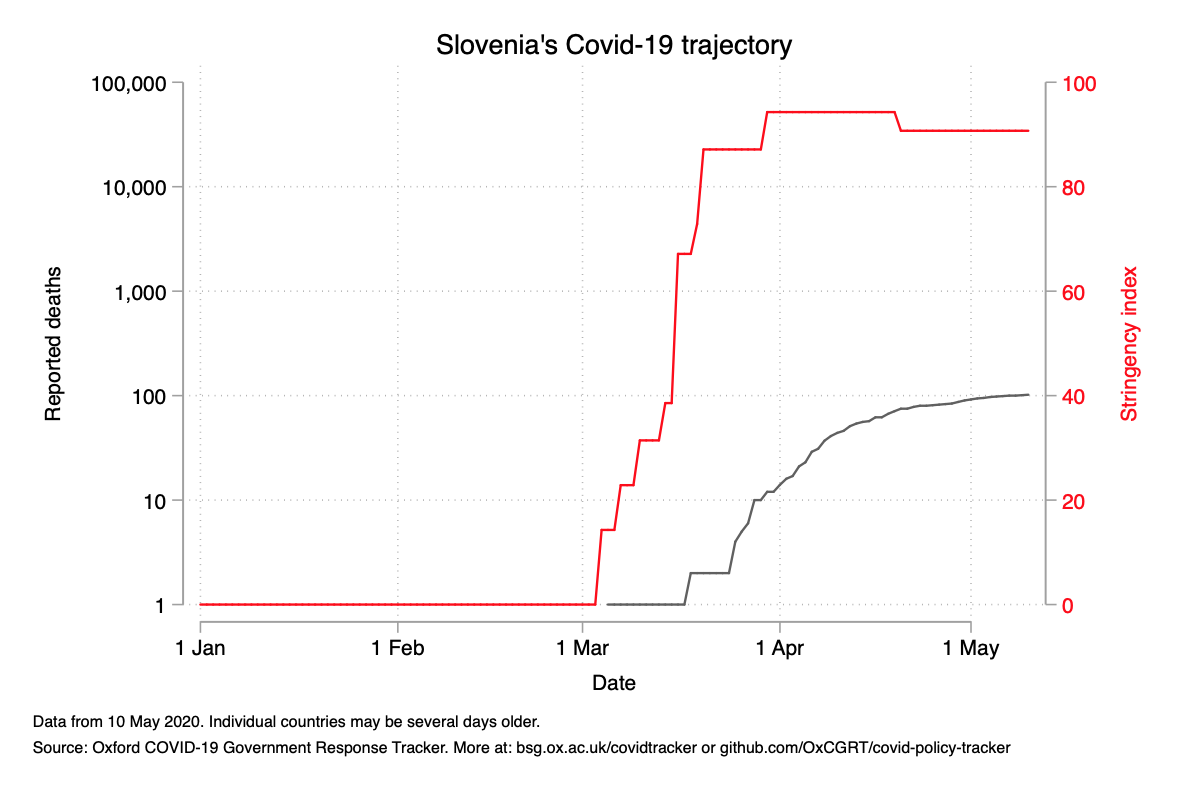 Slovenia's Covid-19 trajectory
100,000
10,000
1,000
100
10
1
Reported deaths
100
80
60
40
20
0
Stringency index
1 Jan
1 Feb
1 Mar
1 Apr
1 May
Date
Data from 10 May 2020. Individual countries may be several days older.
Source: Oxford COVID-19 Government Response Tracker. More at: bsg.ox.ac.uk/covidtracker or github.com/OxCGRT/covid-policy-tracker